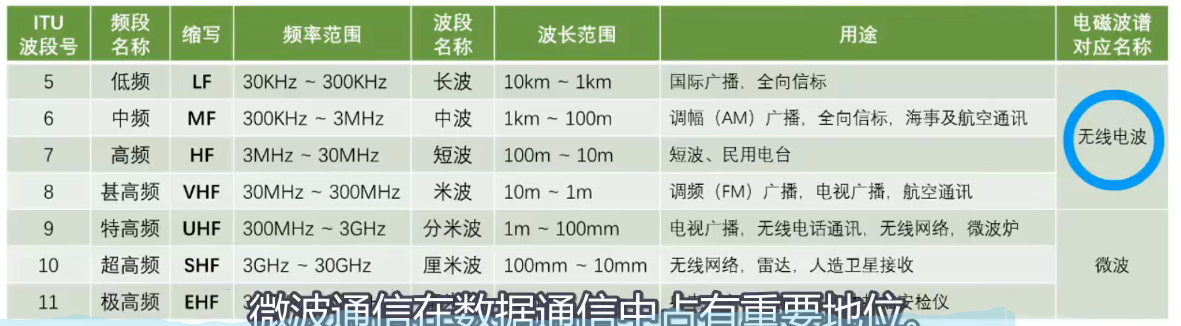 ITU 波段号 频段名称 缩写 频率范围 波段名称 波长范围 用途 电磁波谱对应名称
5 低频 LF 30KHz ~ 300KHz 长波 10km ~ 1km 国际广播，全向信标
6 中频 MF 300KHz ~ 3MHz 中波 1km ~ 100m 调幅（AM）广播，全向信标，海事及航空通讯
无线电波
7 高频 HF 3MHz ~ 30MHz 短波 100m ~ 10m 短波、民用电台
8 甚高频 VHF 30MHz ~ 300MHz 米波 10m ~ 1m 调频（FM）广播，电视广播，航空通讯
9 特高频 UHF 300MHz ~ 3GHz 分米波 1m ~ 100mm 电视广播，无线电话通讯，无线网络，微波炉
10 超高频 SHF 3GHz ~ 30GHz 厘米波 100mm ~ 10mm 无线网络，雷达，人造卫星接收
微波
11 极高频 EHF
微波通信在数据通信中占有重要地位。